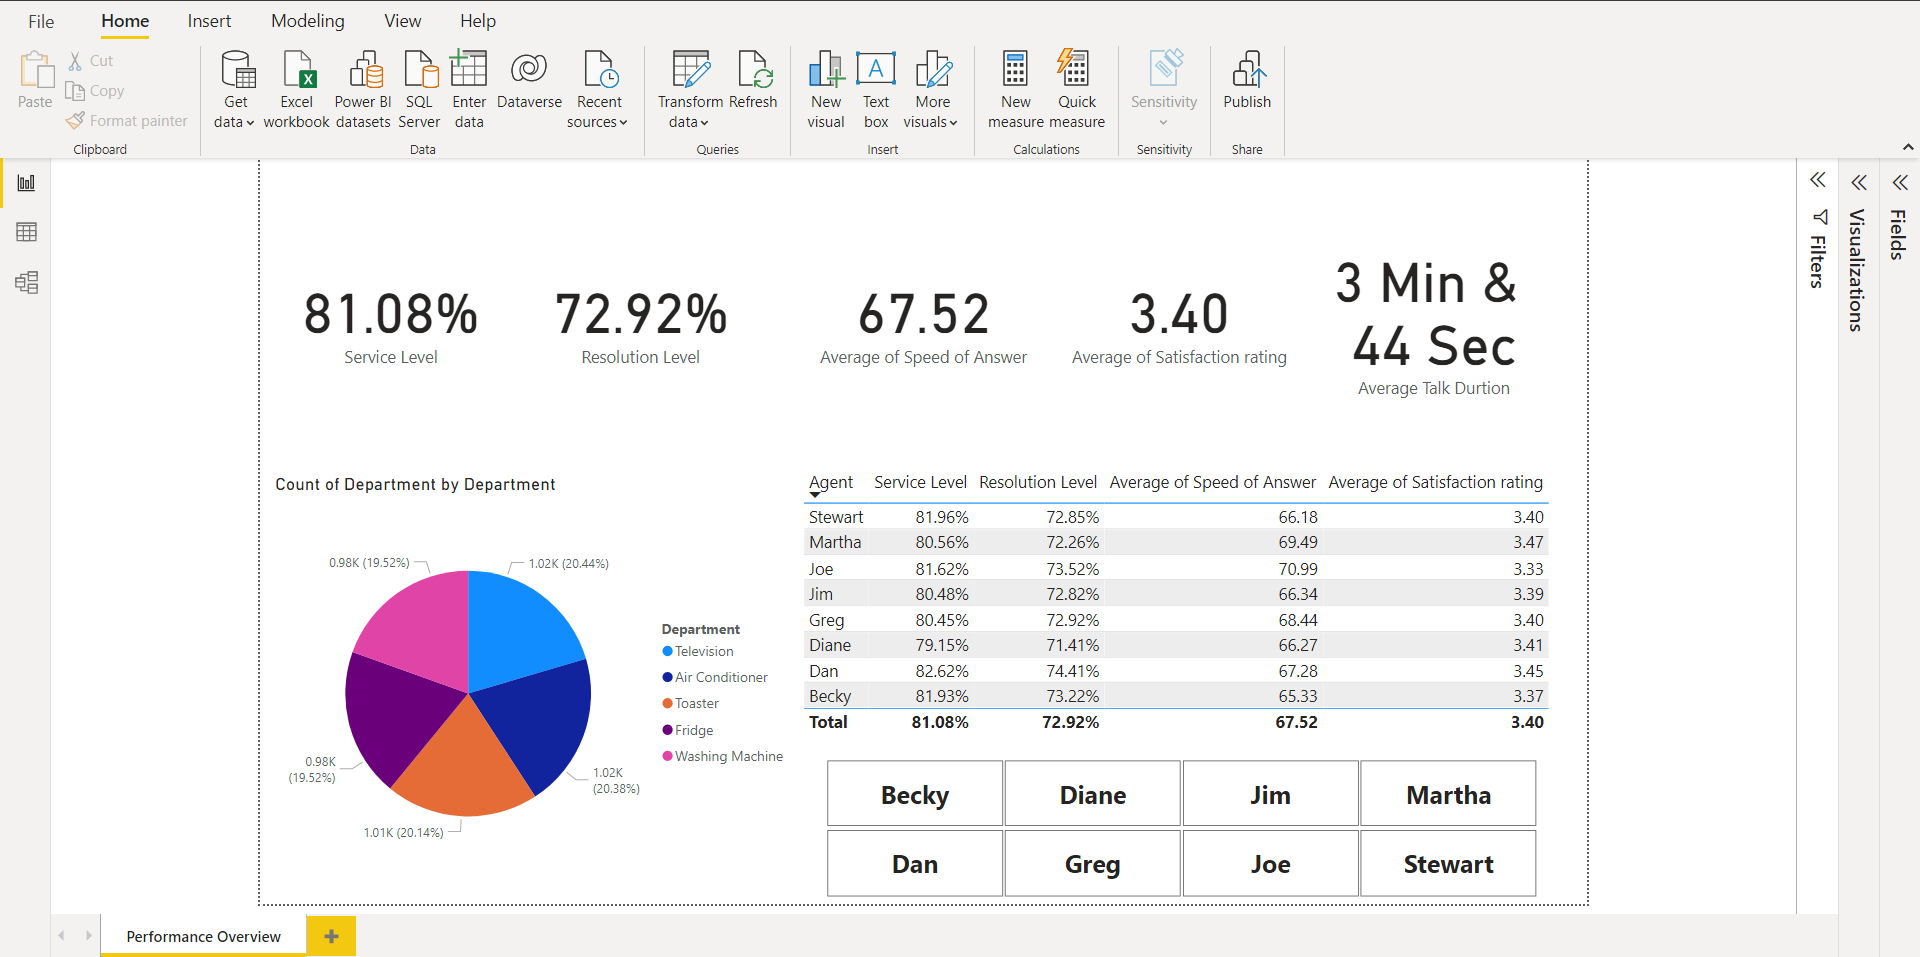 File Home Insert Modeling View Help
Paste
Cut
Copy
Format painter
Clipboard
Get data
Excel workbook
Power BI datasets
SQL Server
Enter data
Dataverse
Recent sources
Data
Transform data
Refresh
Queries
New visual
A
Text box
More visuals
Insert
New measure
Quick measure
Calculations
Sensitivity
Sensitivity
Publish
Share
Filters
Visualizations
Fields
81.08%
Service Level
72.92%
Resolution Level
67.52
Average of Speed of Answer
3.40
Average of Satisfaction rating
3 Min &
44 Sec
Average Talk Durtion
Count of Department by Department
0.98K (19.52%)
1.02K (20.44%)
0.98K
(19.52%)
1.02K
(20.38%)
1.01K (20.14%)
Department
Television
Air Conditioner
Toaster
Fridge
Washing Machine
Agent Service Level Resolution Level Average of Speed of Answer Average of Satisfaction rating
Stewart 81.96% 72.85% 66.18 3.40
Martha 80.56% 72.26% 69.49 3.47
Joe 81.62% 73.52% 70.99 3.33
Jim 80.48% 72.82% 66.34 3.39
Greg 80.45% 72.92% 68.44 3.40
Diane 79.15% 71.41% 66.27 3.41
Dan 82.62% 74.41% 67.28 3.45
Becky 81.93% 73.22% 65.33 3.37
Total 81.08% 72.92% 67.52 3.40
Becky Diane Jim Martha
Dan Greg Joe Stewart
Performance Overview